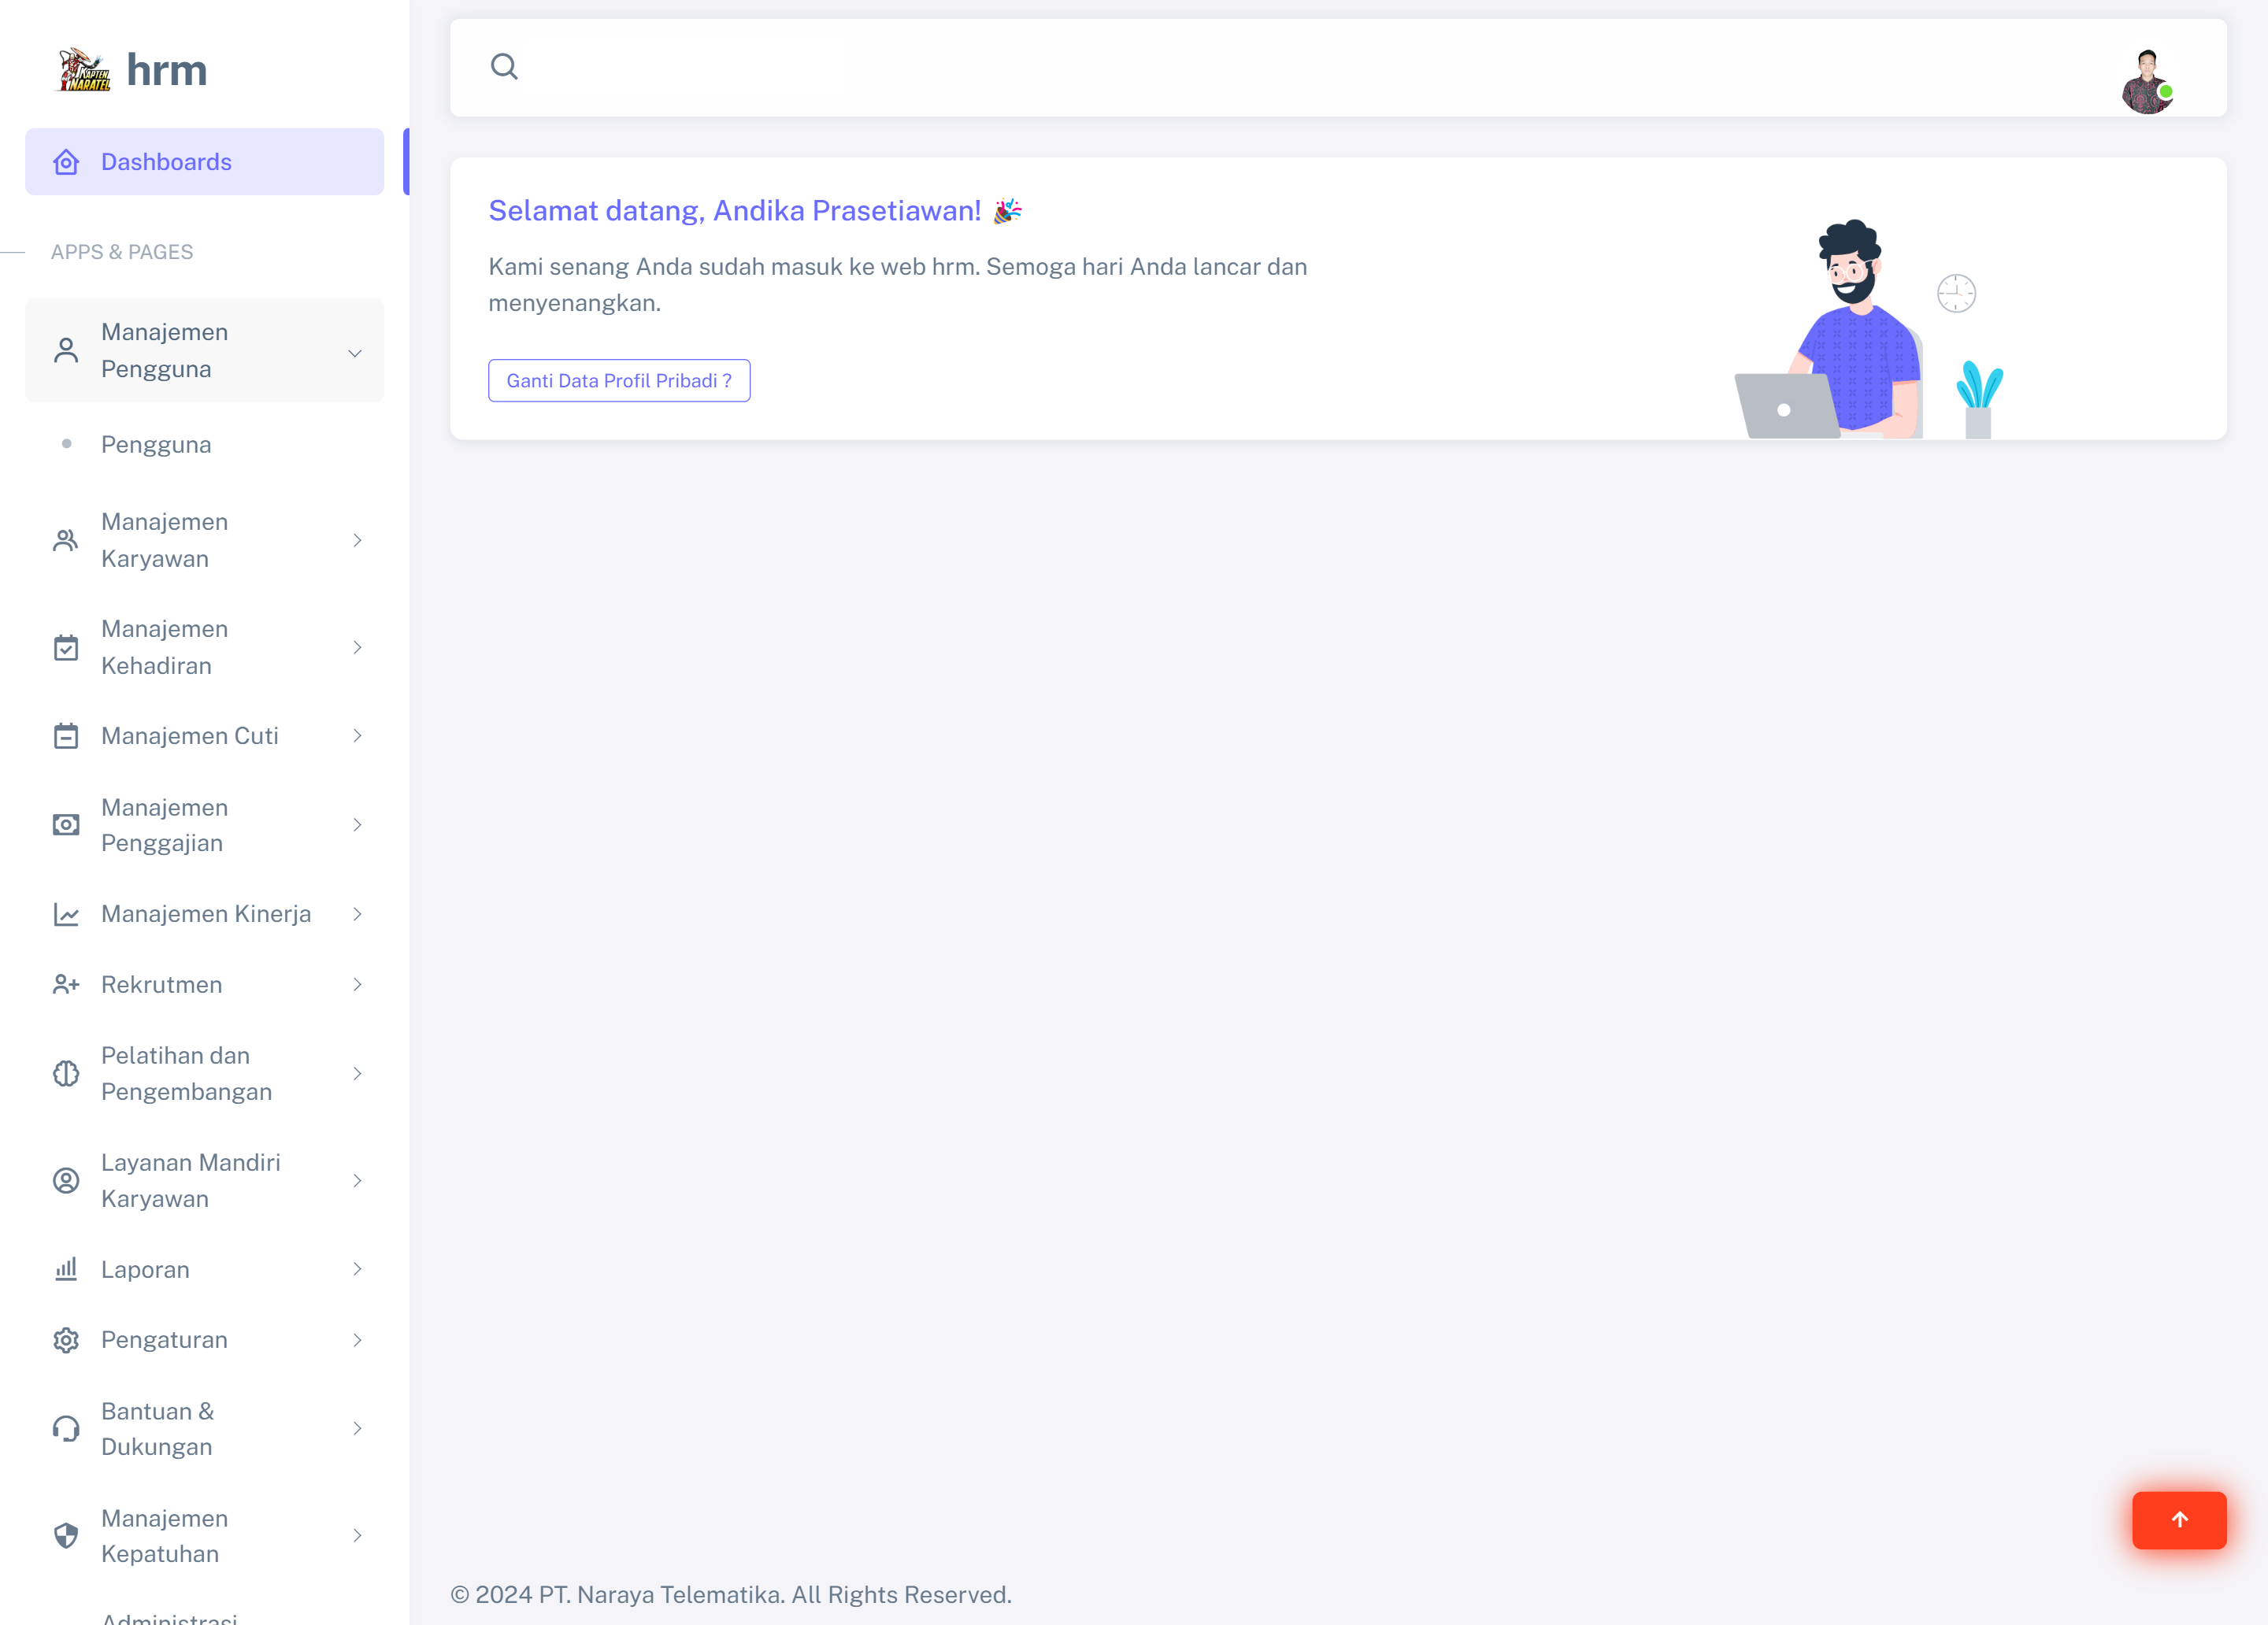 KAPTEN
NARATEL
hrm
Dashboards
APPS & PAGES
Manajemen
Pengguna
Pengguna
Manajemen
Karyawan
Manajemen
Kehadiran
Manajemen Cuti
Manajemen
Penggajian
Manajemen Kinerja
Rekrutmen
Pelatihan dan
Pengembangan
Layanan Mandiri
Karyawan
Laporan
Pengaturan
Bantuan &
Dukungan
Manajemen
Kepatuhan
Administrasi
Selamat datang, Andika Prasetiawan! 🎉
Kami senang Anda sudah masuk ke web hrm. Semoga hari Anda lancar dan
menyenangkan.
Ganti Data Profil Pribadi ?
© 2024 PT. Naraya Telematika. All Rights Reserved.